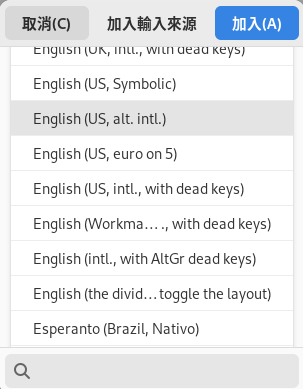 取消(C)
加入輸入來源
加入(A)
English (UK, intl., with dead keys)
English (US, Symbolic)
English (US, alt. intl.)
English (US, euro on 5)
English (US, intl., with dead keys)
English (Workma…., with dead keys)
English (intl., with AltGr dead keys)
English (the divid…toggle the layout)
Esperanto (Brazil, Nativo)